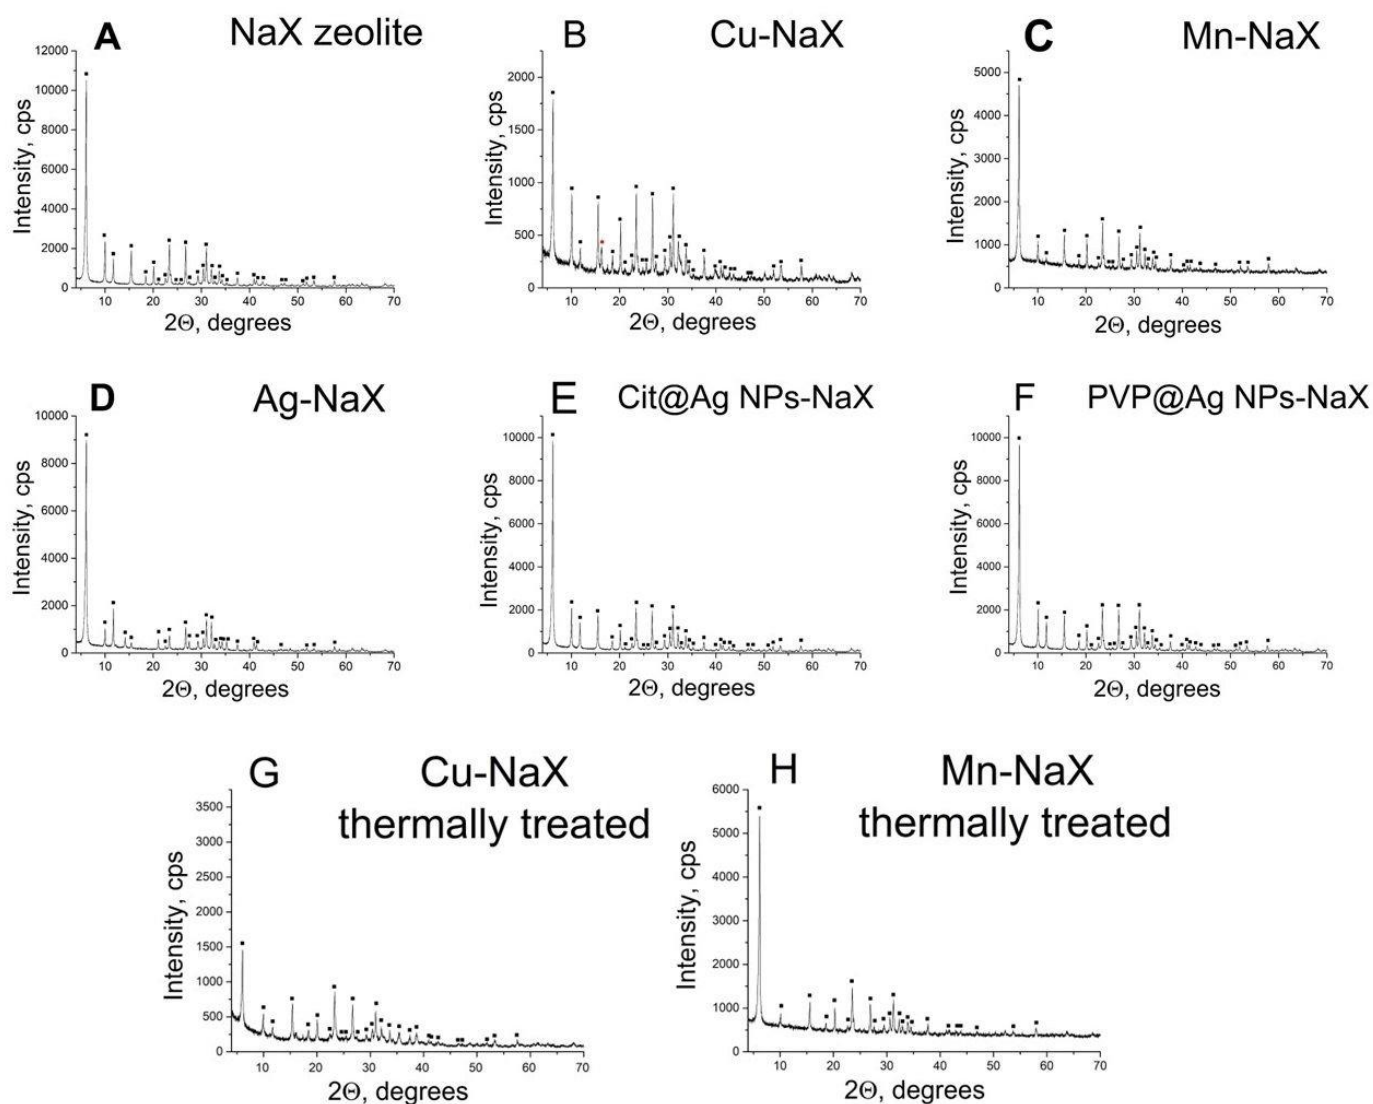 A NaX zeolite
12000
10000
8000
6000
4000
2000
0
10 20 30 40 50 60 70
Intensity, cps
2Θ, degrees
B Cu-NaX
2000
1500
1000
500
0
10 20 30 40 50 60 70
Intensity, cps
2Θ, degrees
C Mn-NaX
5000
4000
3000
2000
1000
0
10 20 30 40 50 60 70
Intensity, cps
2Θ, degrees
D Ag-NaX
10000
8000
6000
4000
2000
0
10 20 30 40 50 60 70
Intensity, cps
2Θ, degrees
E Cit@Ag NPs-NaX
10000
8000
6000
4000
2000
0
10 20 30 40 50 60 70
Intensity, cps
2Θ, degrees
F PVP@Ag NPs-NaX
10000
8000
6000
4000
2000
0
10 20 30 40 50 60 70
Intensity, cps
2Θ, degrees
G Cu-NaX
thermally treated
3500
3000
2500
2000
1500
1000
500
0
10 20 30 40 50 60 70
Intensity, cps
2Θ, degrees
H Mn-NaX
thermally treated
6000
5000
4000
3000
2000
1000
0
10 20 30 40 50 60 70
Intensity, cps
2Θ, degrees